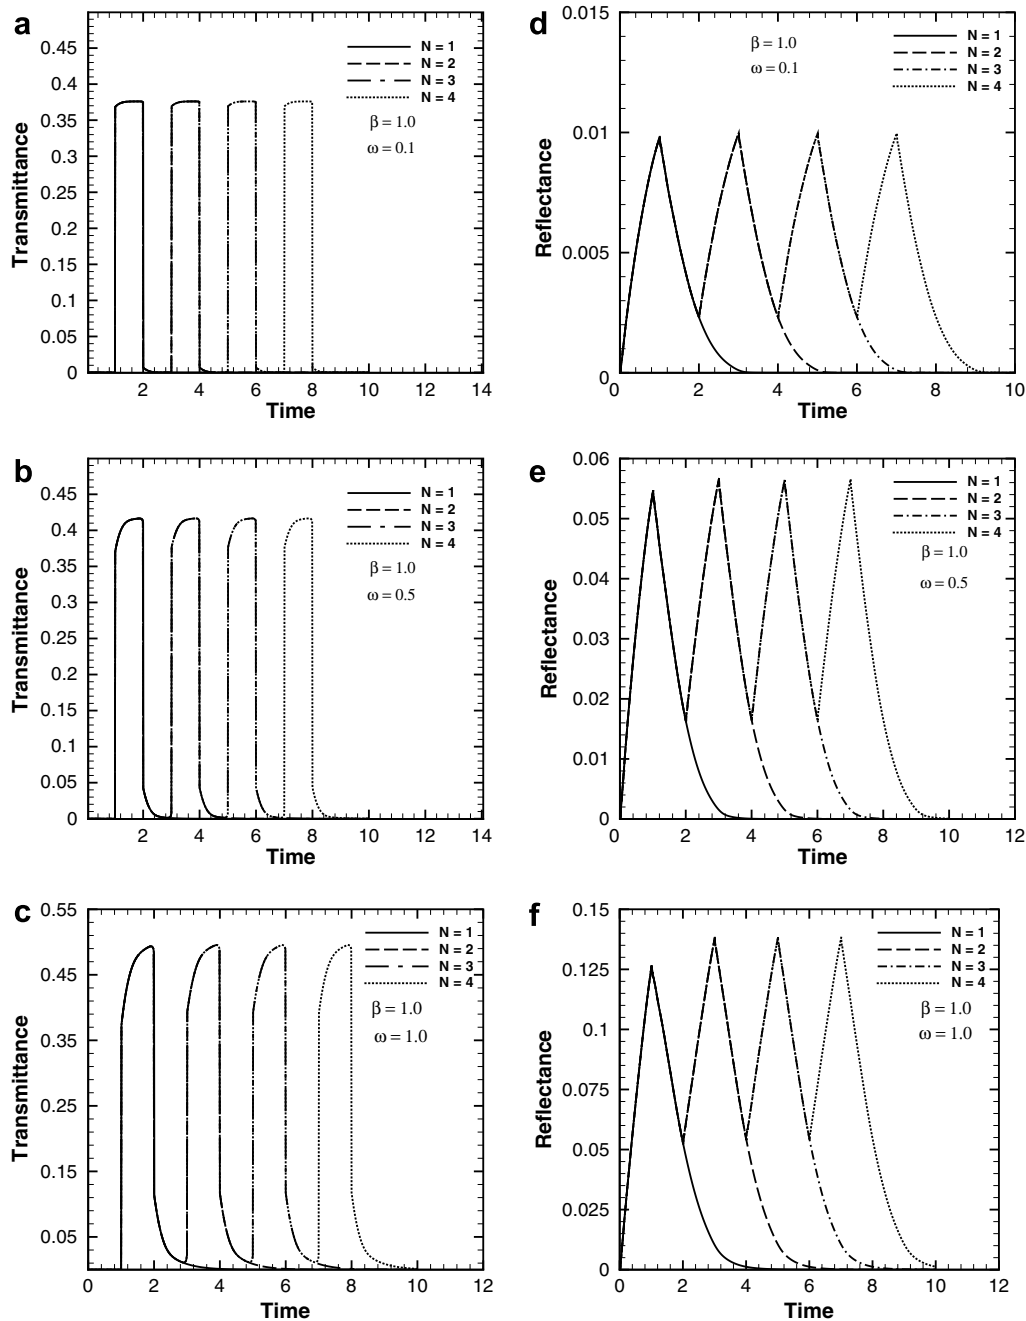 a
0.45
0.4
0.35
0.3
0.25
0.2
0.15
0.1
0.05
0
Transmittance
N = 1
N = 2
N = 3
N = 4
β = 1.0
ω = 0.1
2 4 6 8 10 12 14
Time
d
0.015
0.01
0.005
0
Reflectance
β = 1.0
ω = 0.1
N = 1
N = 2
N = 3
N = 4
0 2 4 6 8 10
Time
b
0.45
0.4
0.35
0.3
0.25
0.2
0.15
0.1
0.05
0
Transmittance
N = 1
N = 2
N = 3
N = 4
β = 1.0
ω = 0.5
2 4 6 8 10 12 14
Time
e
0.06
0.05
0.04
0.03
0.02
0.01
0
Reflectance
N = 1
N = 2
N = 3
N = 4
β = 1.0
ω = 0.5
0 2 4 6 8 10 12
Time
c
0.55
0.45
0.35
0.25
0.15
0.05
Transmittance
N = 1
N = 2
N = 3
N = 4
β = 1.0
ω = 1.0
0 2 4 6 8 10 12
Time
f
0.15
0.125
0.1
0.075
0.05
0.025
0
Reflectance
N = 1
N = 2
N = 3
N = 4
β = 1.0
ω = 1.0
0 2 4 6 8 10 12
Time